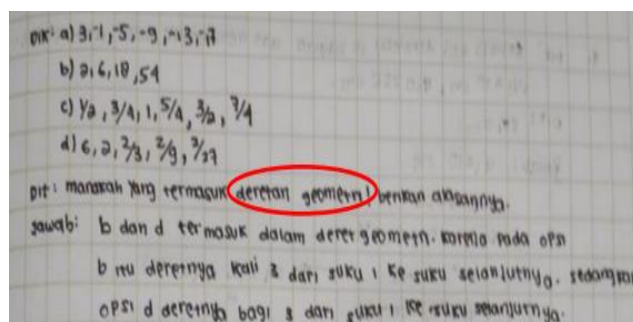 Dik: a) 3,-1,-5,-9,-13,-17
b) 2,6,18,54
c) 1/2, 3/4, 1, 5/4, 3/2, 7/4
d) 6,2, 2/3, 2/9, 2/27
Dit: manakah yang termasuk deretan geometri berikan alasannya.
Jawab: b dan d termasuk dalam deret geometri. Karena pada opsi
b itu deretnya kali 3 dari suku 1 ke suku selanjutnya. sedangkan
opsi d deretnya bagi 3 dari suku 1 ke suku selanjutnya.